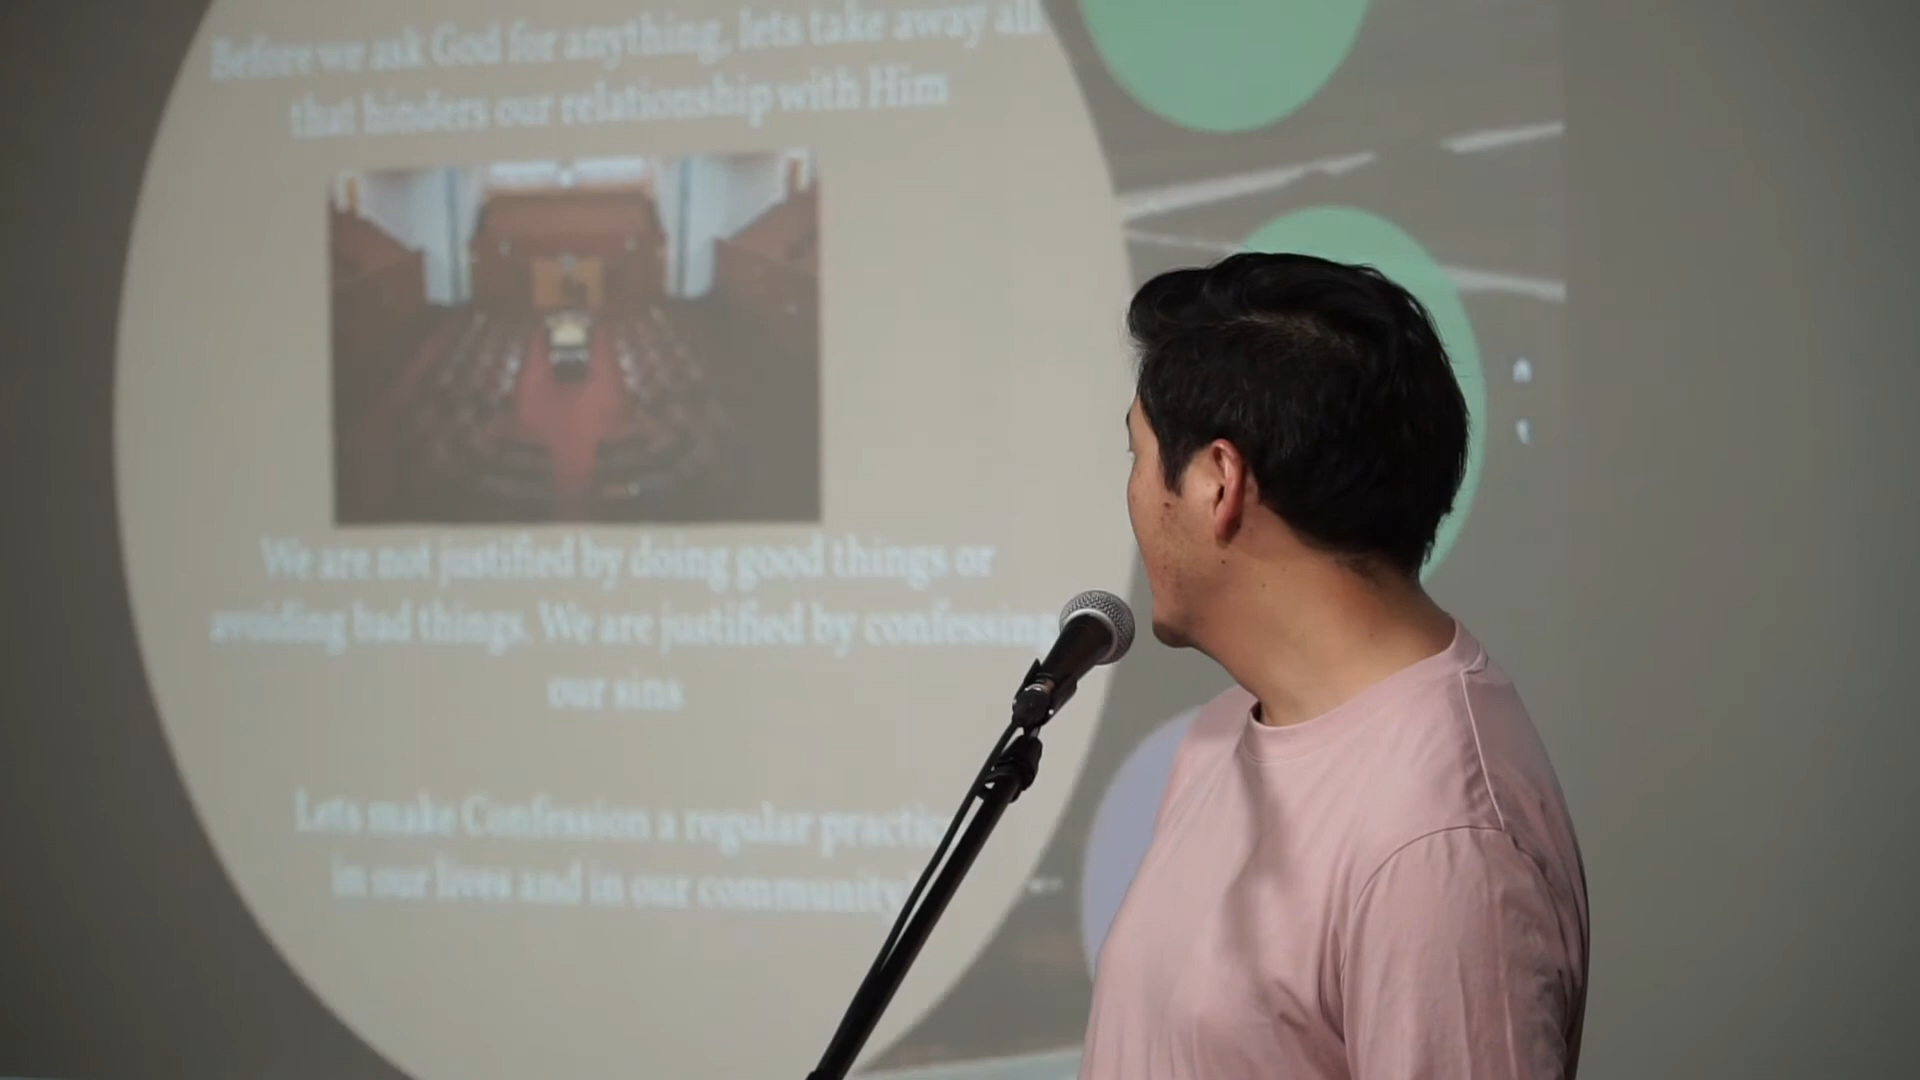 Before we ask God for anything, lets take away all
that hinders our relationship with Him
We are not justified by doing good things or
avoiding bad things. We are justified by confessing
our sins
Lets make Confession a regular practice
in our lives and in our community